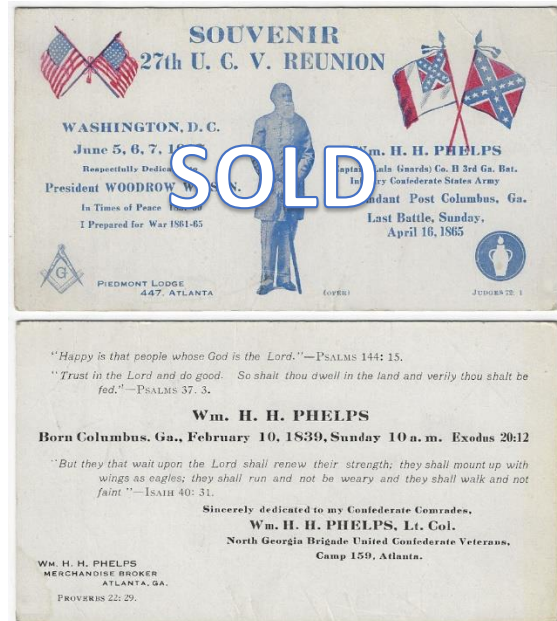 SOUVENIR
27th U. C. V. REUNION
WASHINGTON, D. C.
June 5, 6, 7,
Respectfully
President WOODROW
In Times of Peace
I Prepared for War 1861-65
PIEDMONT LODGE
447, ATLANTA
G
SOLD
(OVER)
Wm. H. H. PHELPS
Guards) Co. H 3rd Ga. Bat.
Confederate States Army
Post Columbus, Ga.
Last Battle, Sunday,
April 16, 1865
JUDGES 7Z: 1
"Happy is that people whose God is the Lord."—PSALMS 144: 15.
"Trust in the Lord and do good. So shalt thou dwell in the land and verily thou shalt be
fed."—PSALMS 37. 3.
Wm. H. H. PHELPS
Born Columbus, Ga., February 10, 1839, Sunday 10 a. m. Exodus 20:12
"But they that wait upon the Lord shall renew their strength; they shall mount up with
wings as eagles; they shall run and not be weary and they shall walk and not
faint "—ISAIH 40: 31.
Sincerely dedicated to my Confederate Comrades,
Wm. H. H. PHELPS, Lt. Col.
North Georgia Brigade United Confederate Veterans,
Camp 159, Atlanta.
WM. H. H. PHELPS
MERCHANDISE BROKER
ATLANTA, GA.
PROVERBS 22: 29.